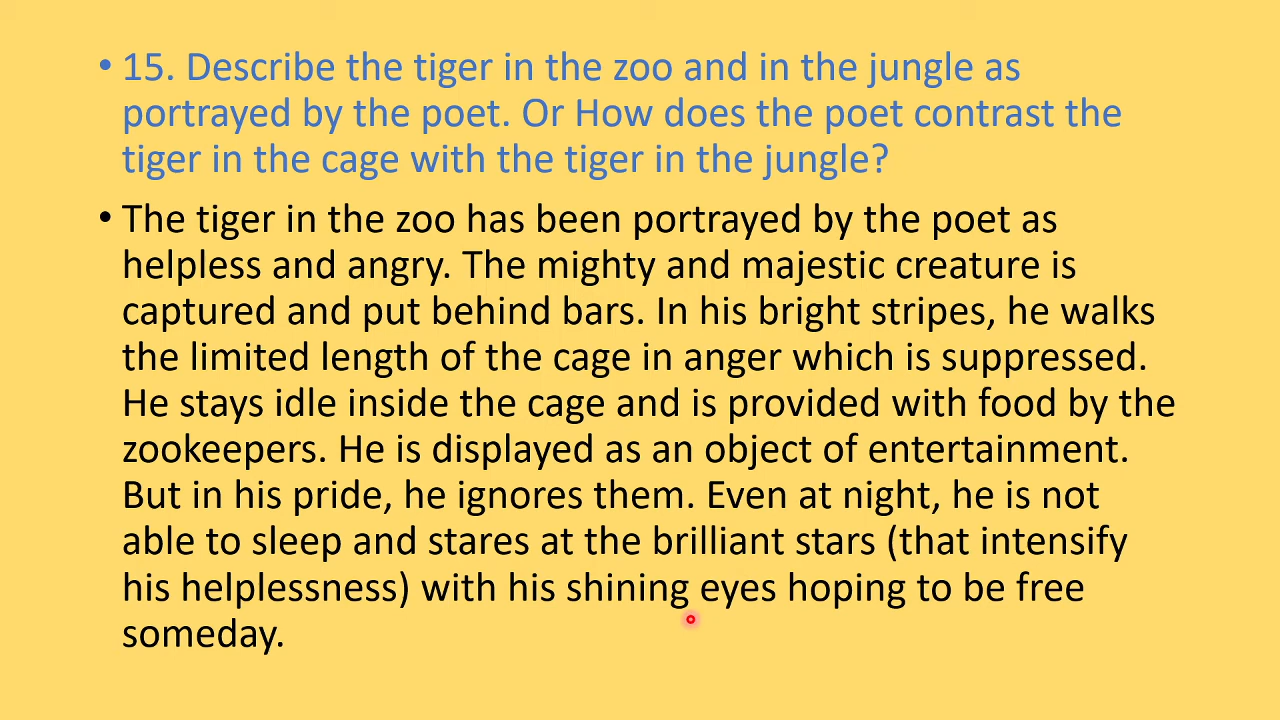 • 15. Describe the tiger in the zoo and in the jungle as
portrayed by the poet. Or How does the poet contrast the
tiger in the cage with the tiger in the jungle?
• The tiger in the zoo has been portrayed by the poet as
helpless and angry. The mighty and majestic creature is
captured and put behind bars. In his bright stripes, he walks
the limited length of the cage in anger which is suppressed.
He stays idle inside the cage and is provided with food by the
zookeepers. He is displayed as an object of entertainment.
But in his pride, he ignores them. Even at night, he is not
able to sleep and stares at the brilliant stars (that intensify
his helplessness) with his shining eyes hoping to be free
someday.